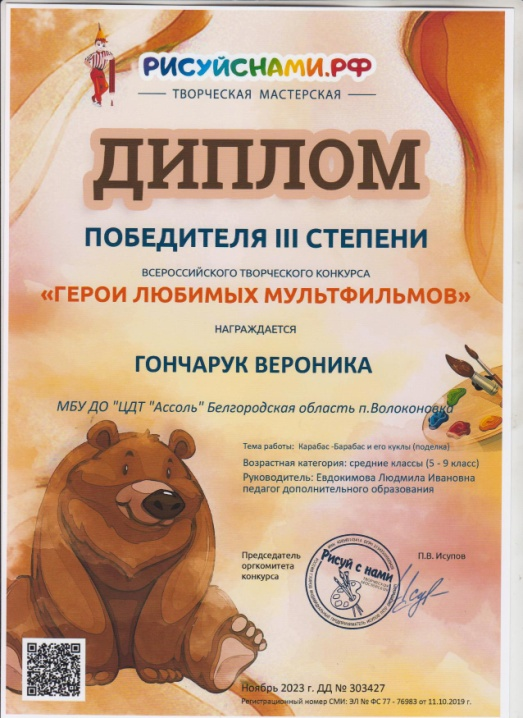 РИСУЙСНАМИ.РФ
ТВОРЧЕСКАЯ МАСТЕРСКАЯ
ДИПЛОМ
ПОБЕДИТЕЛЯ III СТЕПЕНИ
ВСЕРОССИЙСКОГО ТВОРЧЕСКОГО КОНКУРСА
«ГЕРОИ ЛЮБИМЫХ МУЛЬТФИЛЬМОВ»
НАГРАЖДАЕТСЯ
ГОНЧАРУК ВЕРОНИКА
МБУ ДО "ЦДТ "Ассоль" Белгородская область п.Волоконовка
Тема работы: Карабас -Барабас и его куклы (поделка)
Возрастная категория: средние классы (5 - 9 класс)
Руководитель: Евдокимова Людмила Ивановна
педагог дополнительного образования
Председатель
оргкомитета
конкурса
П.В. Исупов
Рисуй с нами
ТВОРЧЕСКАЯ
МАСТЕРСКАЯ
Ноябрь 2023 г. ДД № 303427
Регистрационный номер СМИ: ЭЛ № ФС 77 - 76983 от 11.10.2019 г.